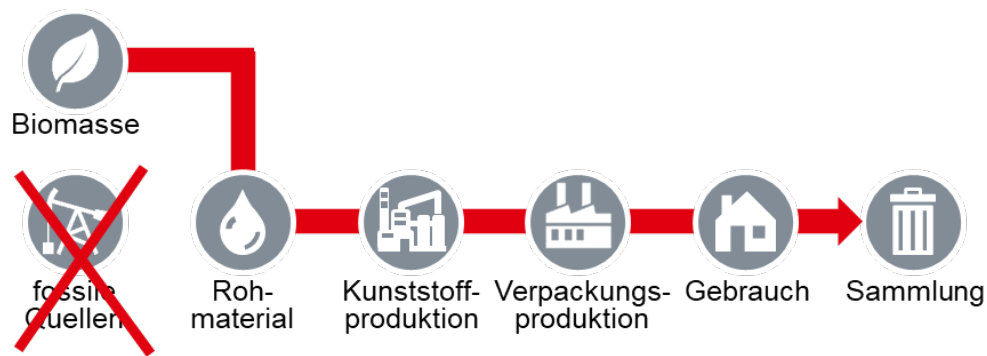 Biomasse
fossile
Quellen
Roh-
material
Kunststoff-
produktion
Verpackungs-
produktion
Gebrauch
Sammlung